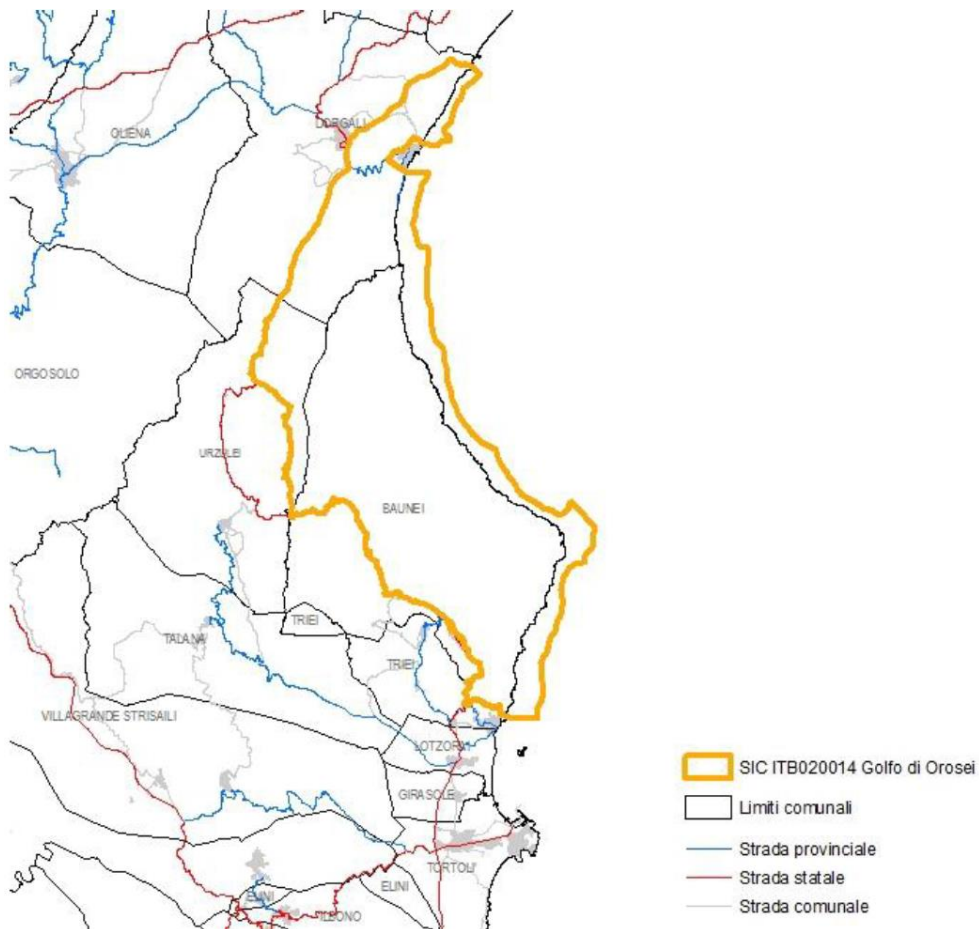 DORGALI
OLIENA
ORGOSOLO
URZULEI
BAUNEI
TRIEI
TALANA
TRIEI
VILLAGRANDE STRISAILI
LOTZORAI
GIRASOLE
TORTOLI'
ELINI
ELINI
ILBONO
SIC ITB020014 Golfo di Orosei
Limiti comunali
Strada provinciale
Strada statale
Strada comunale